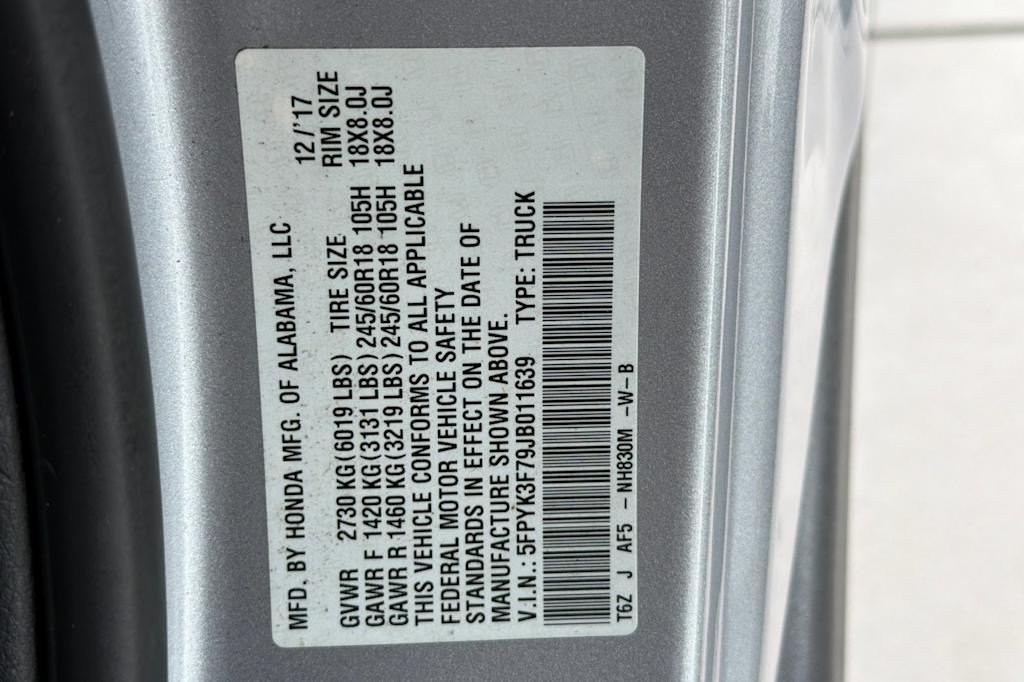 MFD. BY HONDA MFG. OF ALABAMA, LLC 12/'17
GVWR 2730 KG(6019 LBS) TIRE SIZE RIM SIZE
GAWR F 1420 KG(3131 LBS) 245/60R18 105H 18X8.0J
GAWR R 1460 KG(3219 LBS) 245/60R18 105H 18X8.0J
THIS VEHICLE CONFORMS TO ALL APPLICABLE
FEDERAL MOTOR VEHICLE SAFETY
STANDARDS IN EFFECT ON THE DATE OF
MANUFACTURE SHOWN ABOVE.
V.I.N.: 5FPYK3F79JB011639 TYPE: TRUCK
T6Z J AF5 - NH830M -W-B